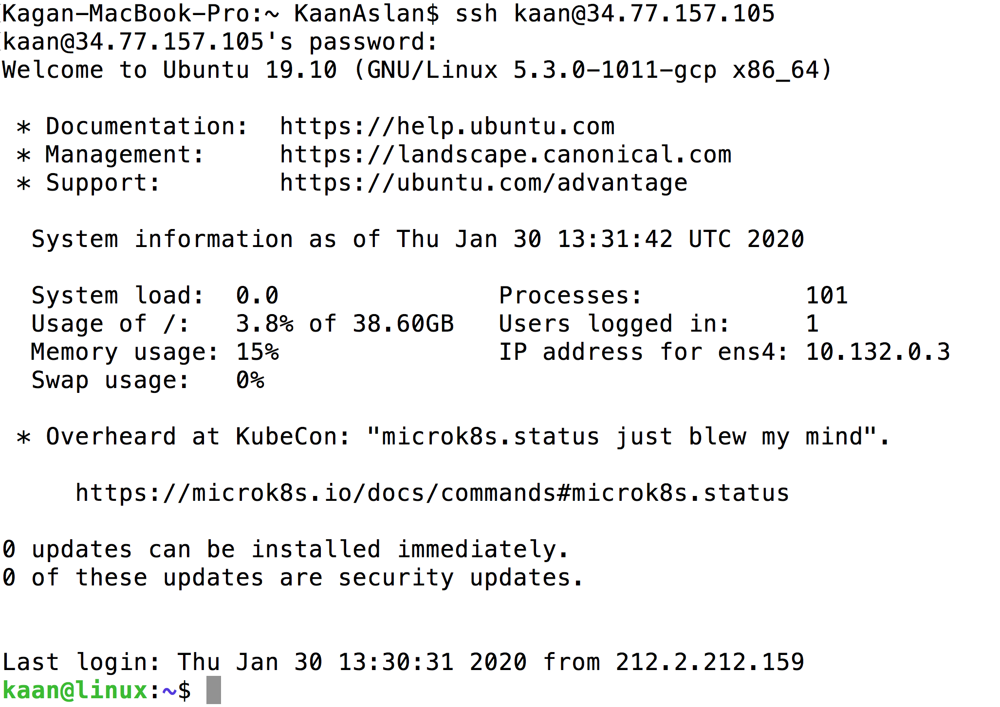 Kagan-MacBook-Pro:~ KaanAslan$ ssh kaan@34.77.157.105
kaan@34.77.157.105's password:
Welcome to Ubuntu 19.10 (GNU/Linux 5.3.0-1011-gcp x86_64)

 * Documentation:  https://help.ubuntu.com
 * Management:     https://landscape.canonical.com
 * Support:        https://ubuntu.com/advantage

  System information as of Thu Jan 30 13:31:42 UTC 2020

  System load:  0.0               Processes:           101
  Usage of /:   3.8% of 38.60GB   Users logged in:     1
  Memory usage: 15%               IP address for ens4: 10.132.0.3
  Swap usage:   0%

 * Overheard at KubeCon: "microk8s.status just blew my mind".

     https://microk8s.io/docs/commands#microk8s.status

0 updates can be installed immediately.
0 of these updates are security updates.


Last login: Thu Jan 30 13:30:31 2020 from 212.2.212.159
kaan@linux:~$